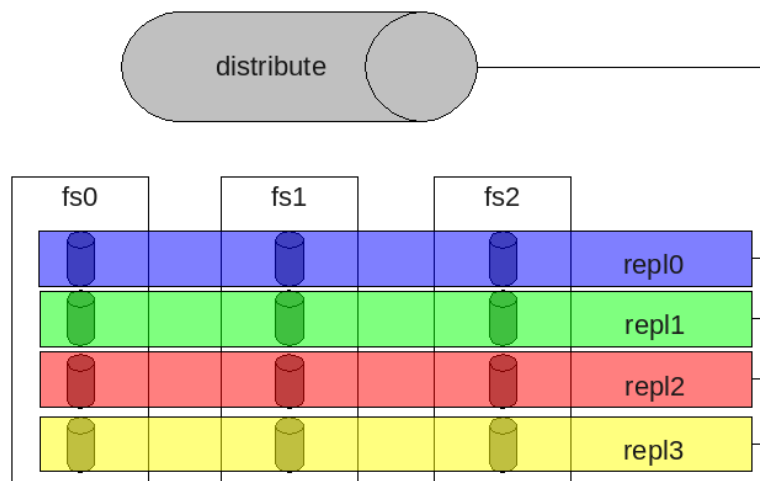 distribute
fs0 fs1 fs2
repl0
repl1
repl2
repl3